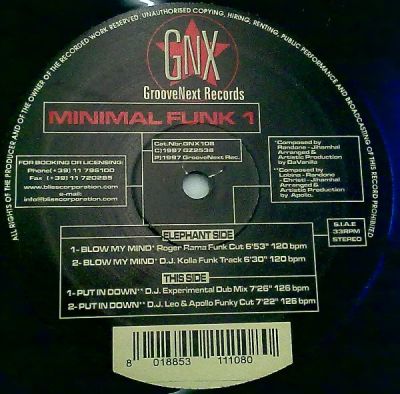 ALL RIGHTS OF THE PRODUCER AND OF THE OWNER OF THE RECORDED WORK RESERVED. UNAUTHORISED COPYING, HIRING, RENTING, PUBLIC PERFORMANCE AND BROADCASTING OF THIS RECORD PROHIBITED
GNX
GrooveNext Records
MINIMAL FUNK 1
FOR BOOKING OR LICENSING:
Phone(+39) 11 796100
Fax (+39) 11 720285
www.blisscorporation.com
e-mail:
info@blisscorporation.com
Cat.Nbr.GNX 108
C)1997 GZ2538
P)1997 GrooveNext Rec.
*Composed by
Randone - Jihamhal
Arranged &
Artistic Production
by DaVanilla
**Composed by
Lobina - Randone
- Christi - Jihamhal
Arranged &
Artistic Production
by Apollo.
S.I.A.E
33RPM
STEREO
ELEPHANT SIDE
1- BLOW MY MIND* Roger Rama Funk Cut 6'53" 120 bpm
2- BLOW MY MIND* D.J. Kolla Funk Track 6'30" 120 bpm
THIS SIDE
1- PUT IN DOWN** D.J. Experimental Dub Mix 7'26" 126 bpm
2- PUT IN DOWN** D.J. Leo & Apollo Funky Cut 7'22" 126 bpm
8 018853 111080